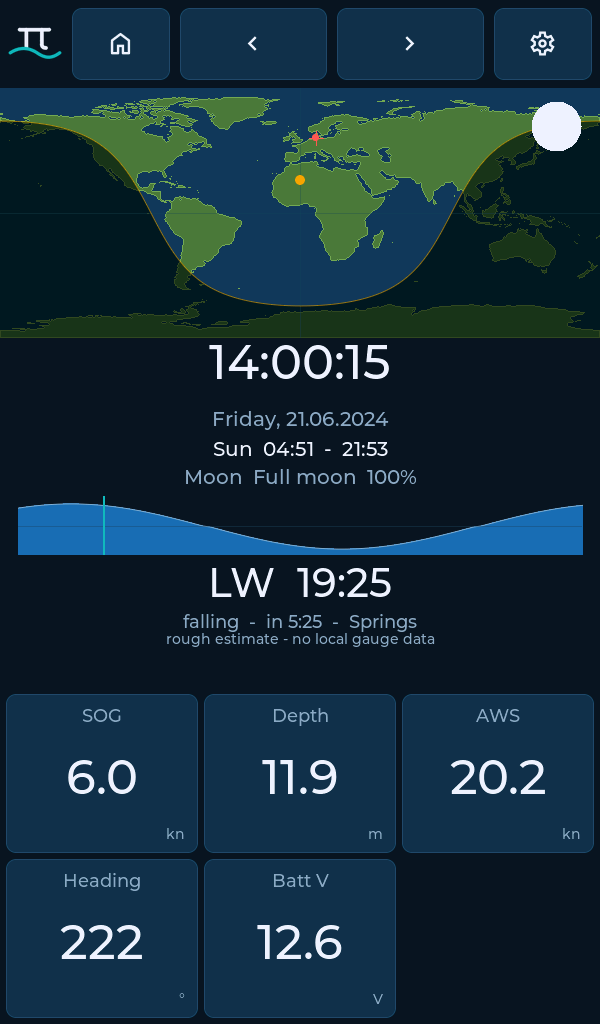 14:00:15
Friday, 21.06.2024
Sun 04:51 - 21:53
Moon Full moon 100%
LW 19:25
falling - in 5:25 - Springs
rough estimate - no local gauge data
SOG Depth AWS
6.0 11.9 20.2
kn m kn
Heading Batt V
222 12.6
° V